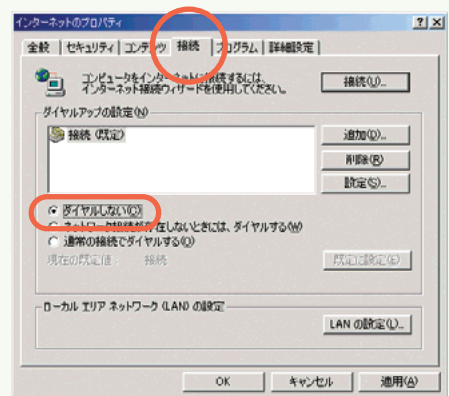 インターネットのプロパティ
全般 セキュリティ コンテンツ 接続 プログラム 詳細設定
コンピュータをインターネットに接続するには、
インターネット接続ウィザードを使用してください。
接続(U)...
ダイヤルアップの設定(N)
接続 (既定)
追加(D)...
削除(R)
設定(S)...
ダイヤルしない(C)
ネットワーク接続が存在しないときには、ダイヤルする(W)
通常の接続でダイヤルする(O)
現在の既定値: 接続
既定に設定(E)
ローカル エリア ネットワーク (LAN) の設定
LAN の設定(L)...
OK キャンセル 適用(A)